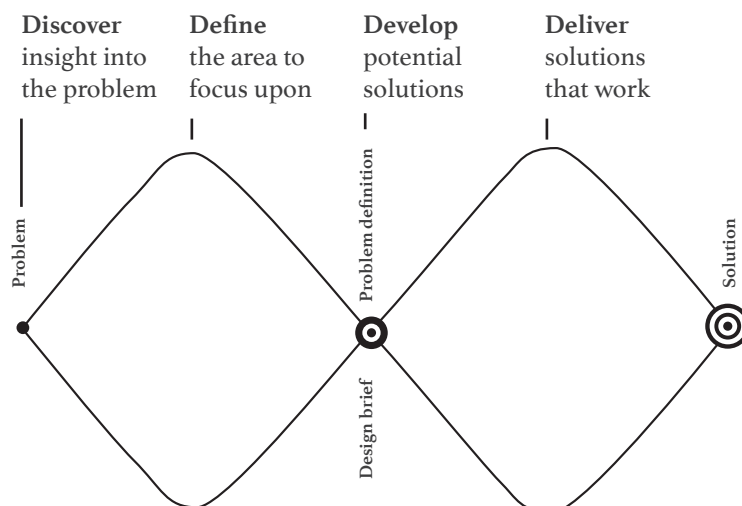 Discover
insight into
the problem
Define
the area to
focus upon
Develop
potential
solutions
Deliver
solutions
that work
Problem
Problem definition
Design brief
Solution